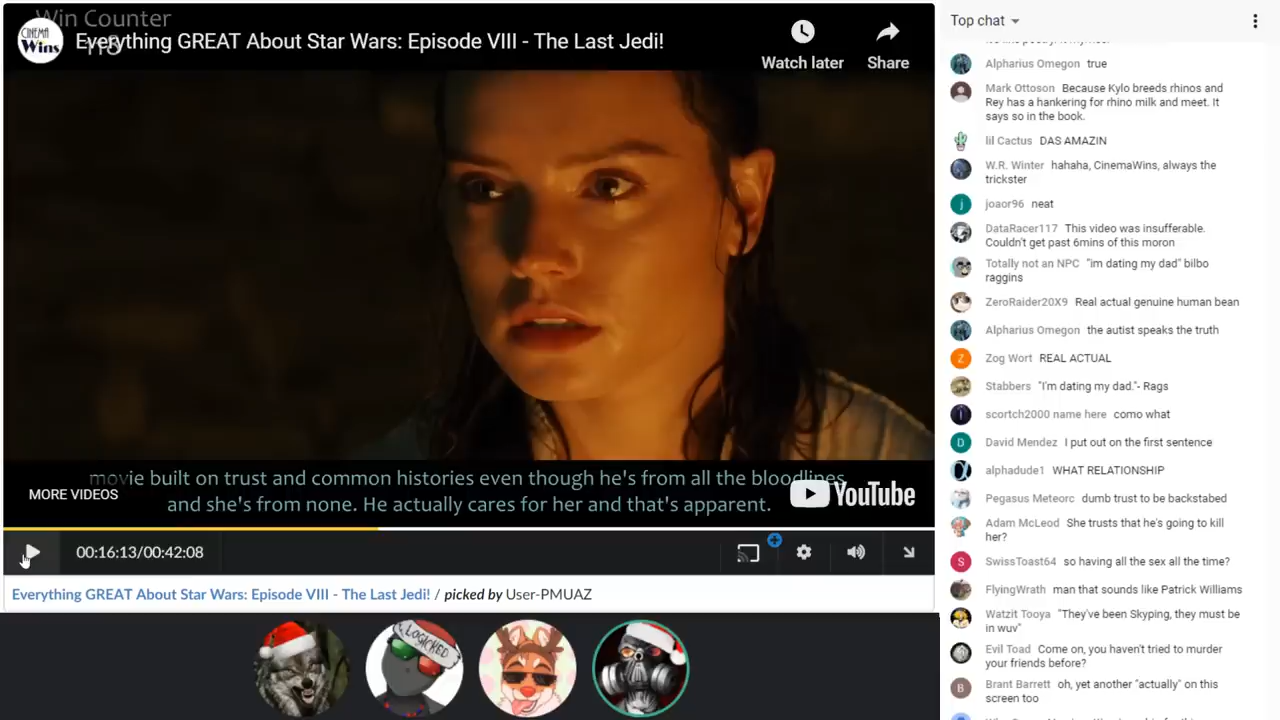 Win Counter
115
CINEMA
Wins
Everything GREAT About Star Wars: Episode VIII - The Last Jedi!
Watch later
Share
movie built on trust and common histories even though he's from all the bloodlines
and she's from none. He actually cares for her and that's apparent.
MORE VIDEOS
YouTube
00:16:13/00:42:08
Everything GREAT About Star Wars: Episode VIII - The Last Jedi! / picked by User-PMUAZ
LOGICKED
Top chat
Alpharius Omegon true
Mark Ottoson Because Kylo breeds rhinos and
Rey has a hankering for rhino milk and meet. It
says so in the book.
lil Cactus DAS AMAZIN
W.R. Winter hahaha, CinemaWins, always the
trickster
j joaor96 neat
DataRacer117 This video was insufferable.
Couldn't get past 6mins of this moron
Totally not an NPC "im dating my dad" bilbo
raggins
ZeroRaider20X9 Real actual genuine human bean
Alpharius Omegon the autist speaks the truth
Z Zog Wort REAL ACTUAL
Stabbers "I'm dating my dad."- Rags
scortch2000 name here como what
D David Mendez I put out on the first sentence
alphadude1 WHAT RELATIONSHIP
Pegasus Meteorc dumb trust to be backstabed
Adam McLeod She trusts that he's going to kill
her?
S SwissToast64 so having all the sex all the time?
FlyingWrath man that sounds like Patrick Williams
Watzit Tooya "They've been Skyping, they must be
in wuv"
Evil Toad Come on, you haven't tried to murder
your friends before?
B Brant Barrett oh, yet another "actually" on this
screen too